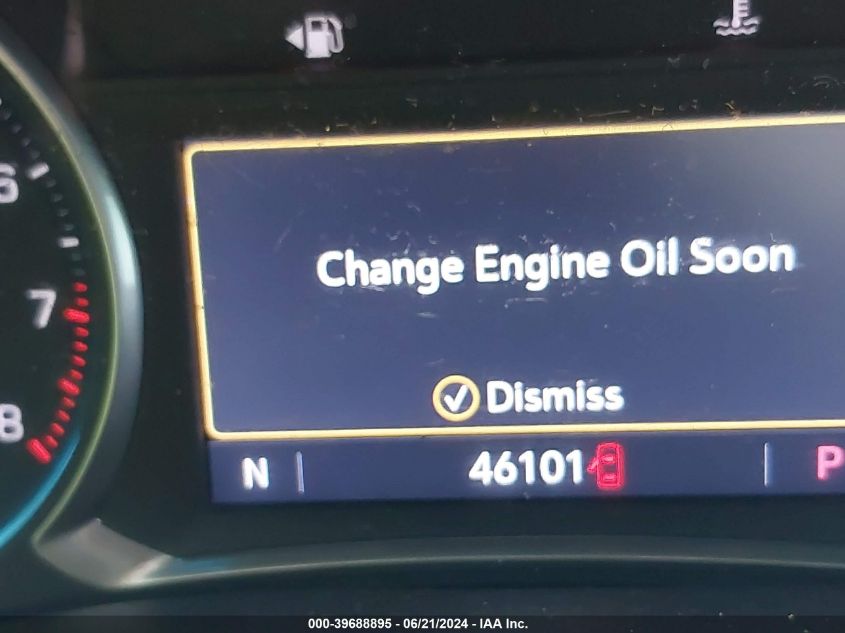 E
6
7
8
Change Engine Oil Soon
Dismiss
N 46101 P
000-39688895 - 06/21/2024 - IAA Inc.